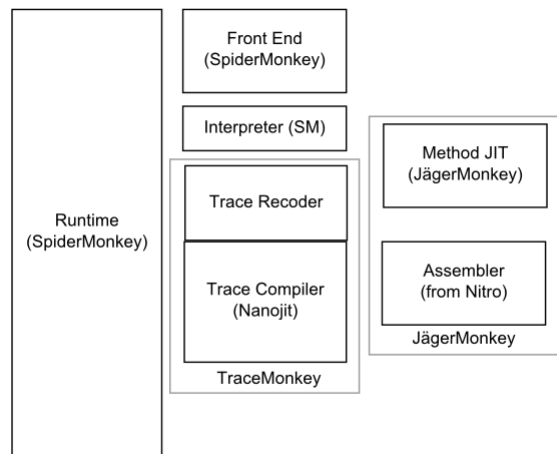 Front End
(SpiderMonkey)
Interpreter (SM)
Runtime
(SpiderMonkey)
Trace Recoder
Trace Compiler
(Nanojit)
TraceMonkey
Method JIT
(JägerMonkey)
Assembler
(from Nitro)
JägerMonkey